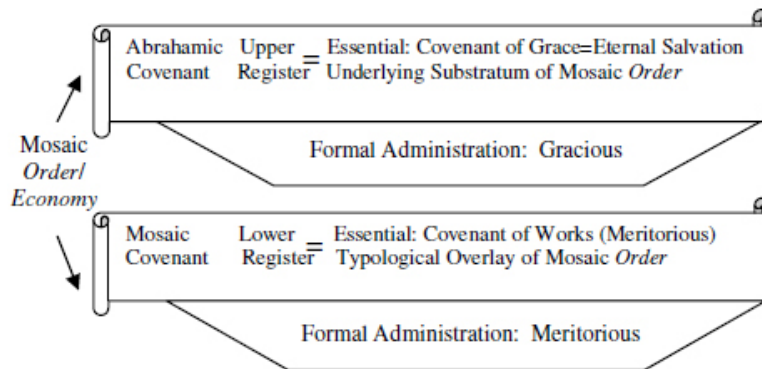 Abrahamic Upper = Essential: Covenant of Grace=Eternal Salvation
Covenant Register Underlying Substratum of Mosaic Order
Formal Administration: Gracious
Mosaic
Order/
Economy
Mosaic Lower = Essential: Covenant of Works (Meritorious)
Covenant Register Typological Overlay of Mosaic Order
Formal Administration: Meritorious